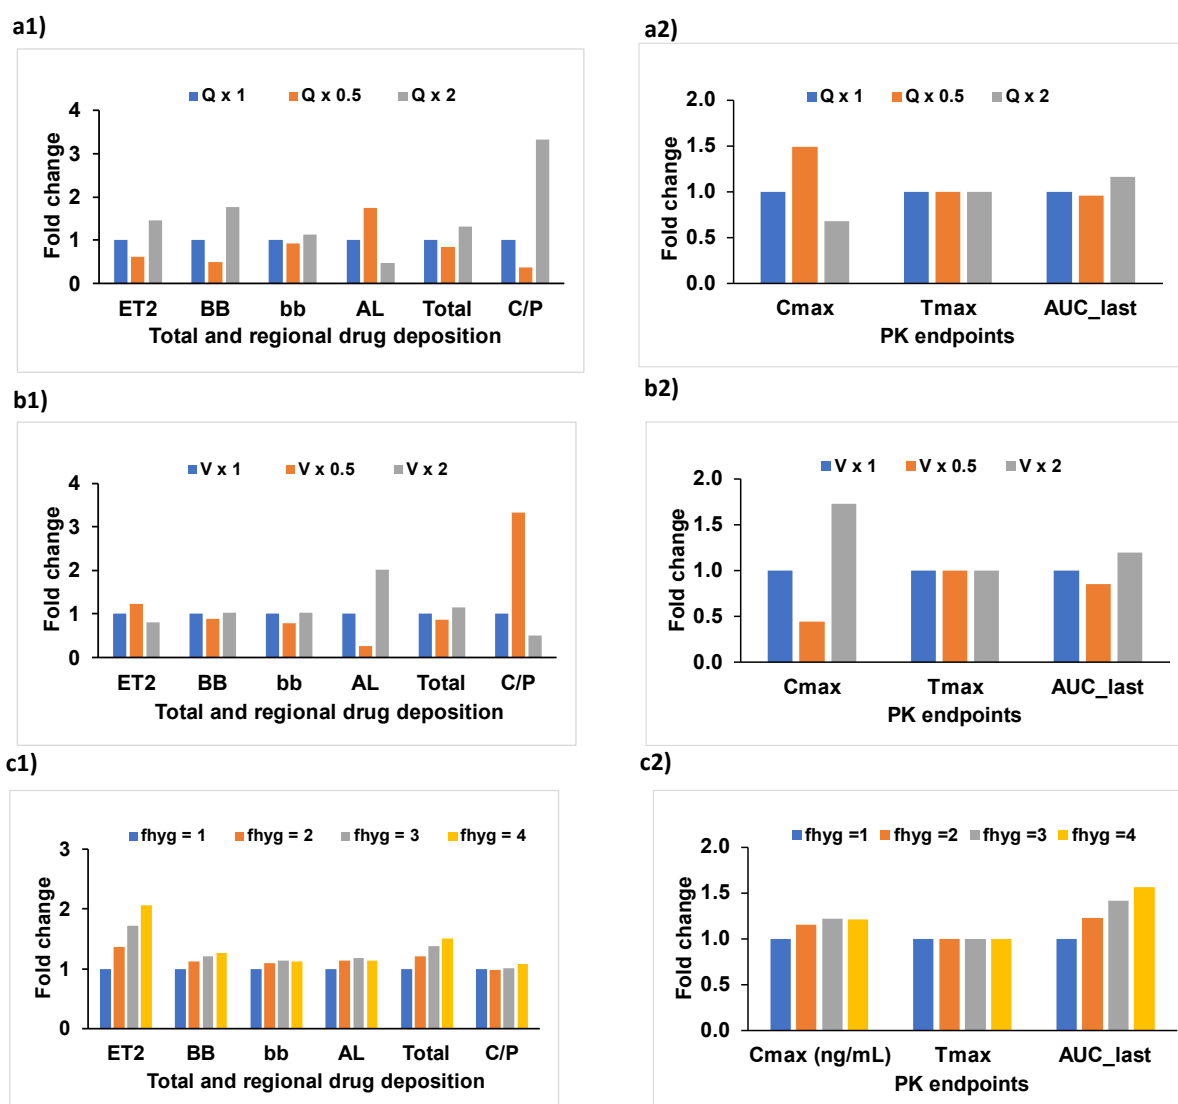 a1)
Q x 1 Q x 0.5 Q x 2
4
3
2
1
0
Fold change
ET2 BB bb AL Total C/P
Total and regional drug deposition
a2)
Q x 1 Q x 0.5 Q x 2
2.0
1.5
1.0
0.5
0.0
Fold change
Cmax Tmax AUC_last
PK endpoints
b1)
V x 1 V x 0.5 V x 2
4
3
2
1
0
Fold change
ET2 BB bb AL Total C/P
Total and regional drug deposition
b2)
V x 1 V x 0.5 V x 2
2.0
1.5
1.0
0.5
0.0
Fold change
Cmax Tmax AUC_last
PK endpoints
c1)
fhyg = 1 fhyg = 2 fhyg = 3 fhyg = 4
3
2
1
0
Fold change
ET2 BB bb AL Total C/P
Total and regional drug deposition
c2)
fhyg =1 fhyg =2 fhyg =3 fhyg =4
2.0
1.5
1.0
0.5
0.0
Fold change
Cmax (ng/mL) Tmax AUC_last
PK endpoints